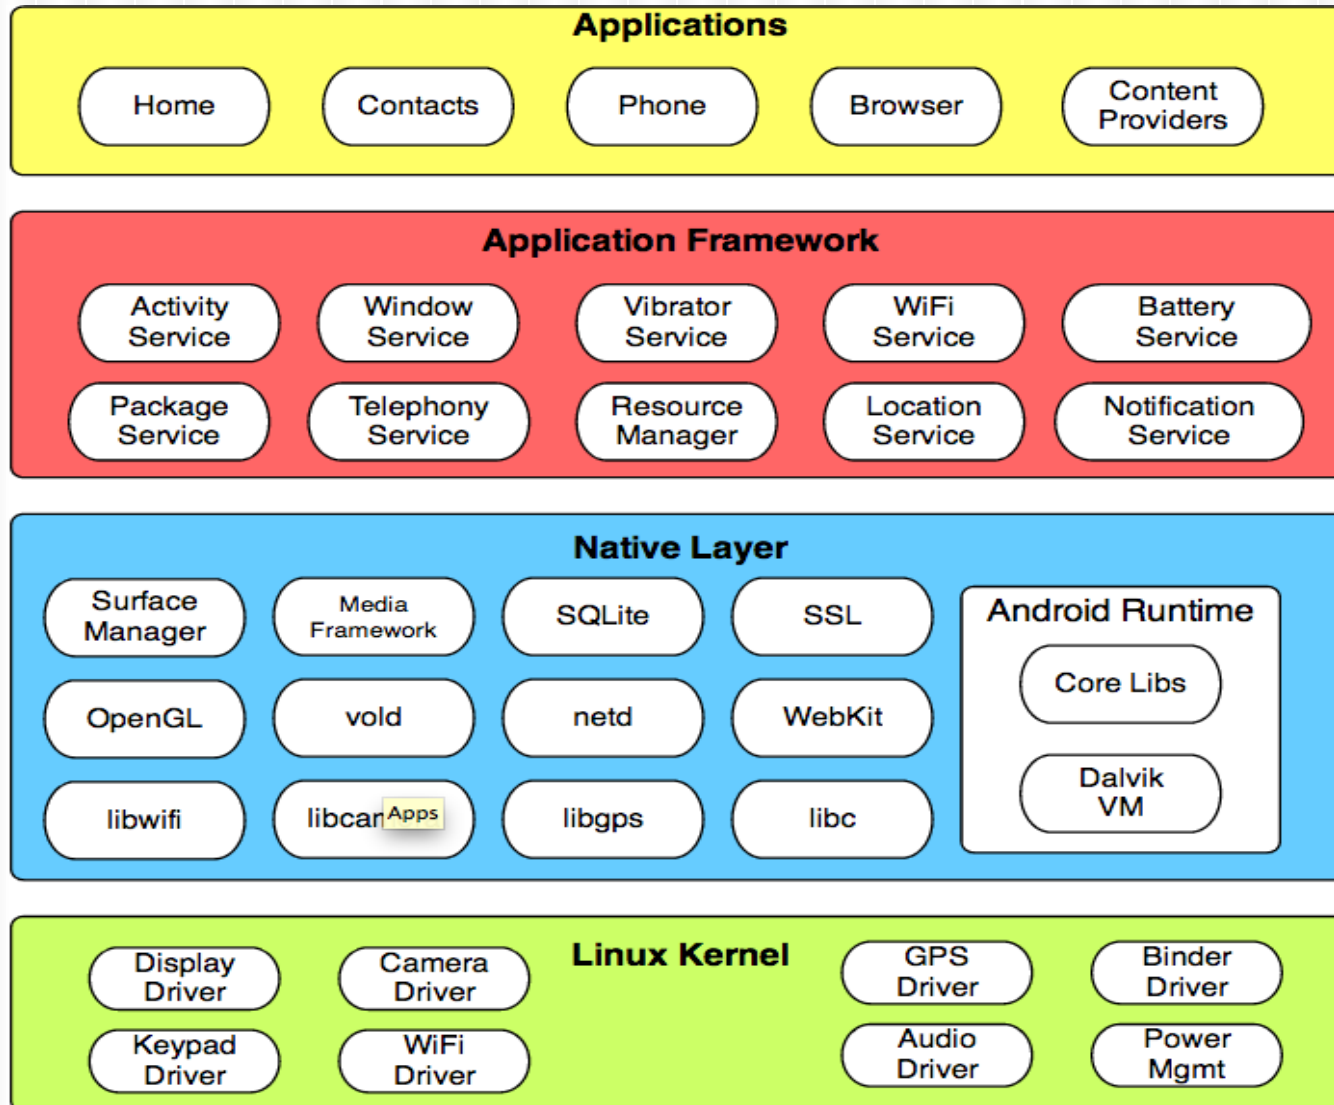 Applications
Home
Contacts
Phone
Browser
Content
Providers
Application Framework
Activity
Service
Window
Service
Vibrator
Service
WiFi
Service
Battery
Service
Package
Service
Telephony
Service
Resource
Manager
Location
Service
Notification
Service
Native Layer
Surface
Manager
Media
Framework
SQLite
SSL
OpenGL
vold
netd
WebKit
libwifi
Apps
libgps
libc
Android Runtime
Core Libs
Dalvik
VM
Linux Kernel
Display
Driver
Camera
Driver
GPS
Driver
Binder
Driver
Keypad
Driver
WiFi
Driver
Audio
Driver
Power
Mgmt